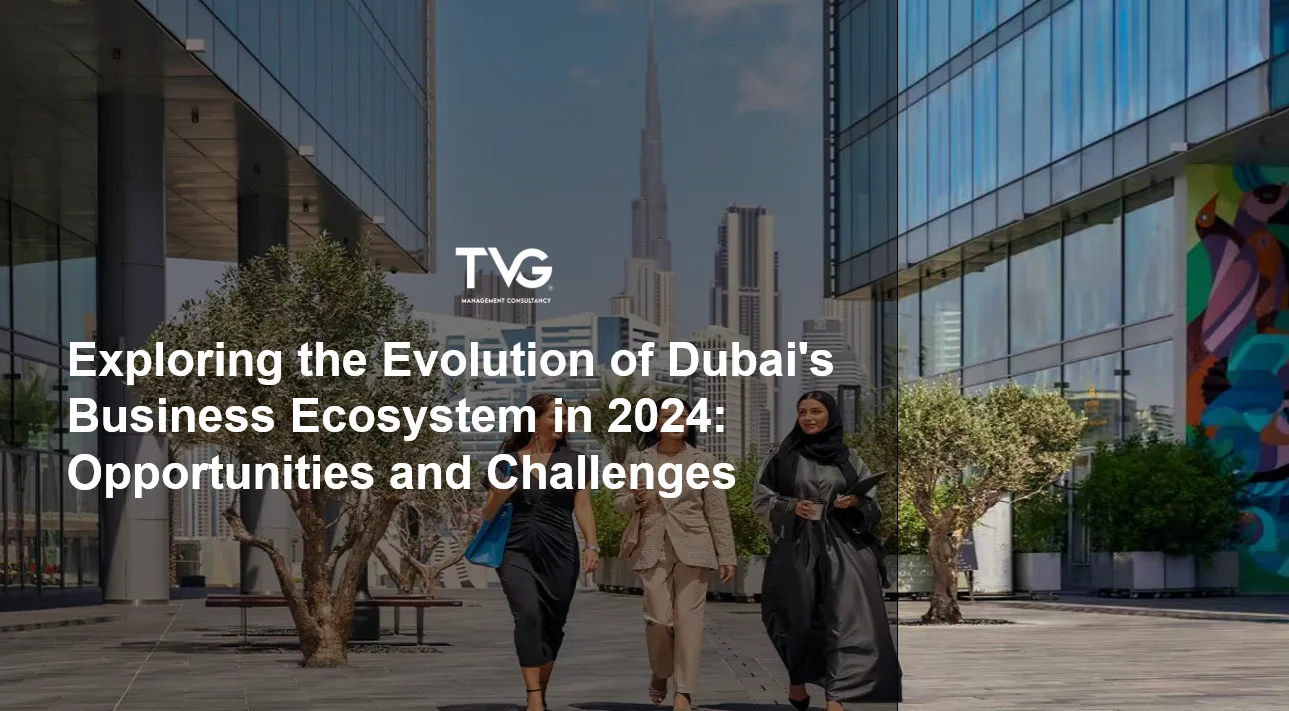 TVG
MANAGEMENT CONSULTANCY
Exploring the Evolution of Dubai's
Business Ecosystem in 2024:
Opportunities and Challenges